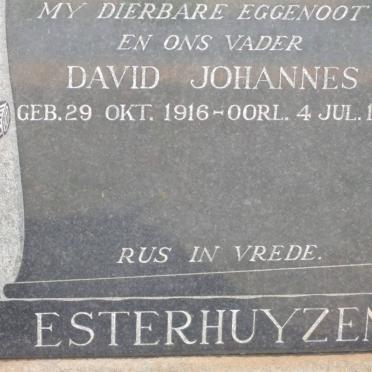 MY DIERBARE EGGENOOT
EN ONS VADER
DAVID JOHANNES
GEB. 29 OKT. 1916–OORL. 4 JUL. 1
RUS IN VREDE.
ESTERHUYZEN